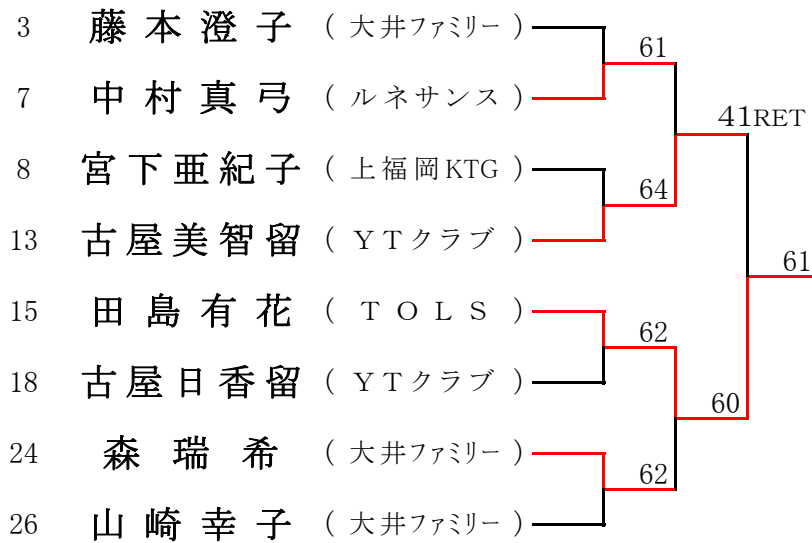 3 藤本澄子 （大井ファミリー）
61
7 中村真弓 （ルネサンス）
41RET
8 宮下亜紀子 （上福岡KTG）
64
13 古屋美智留 （ＹＴクラブ）
61
15 田島有花 （ＴＯＬＳ）
62
18 古屋日香留 （ＹＴクラブ）
60
24 森瑞希 （大井ファミリー）
62
26 山崎幸子 （大井ファミリー）